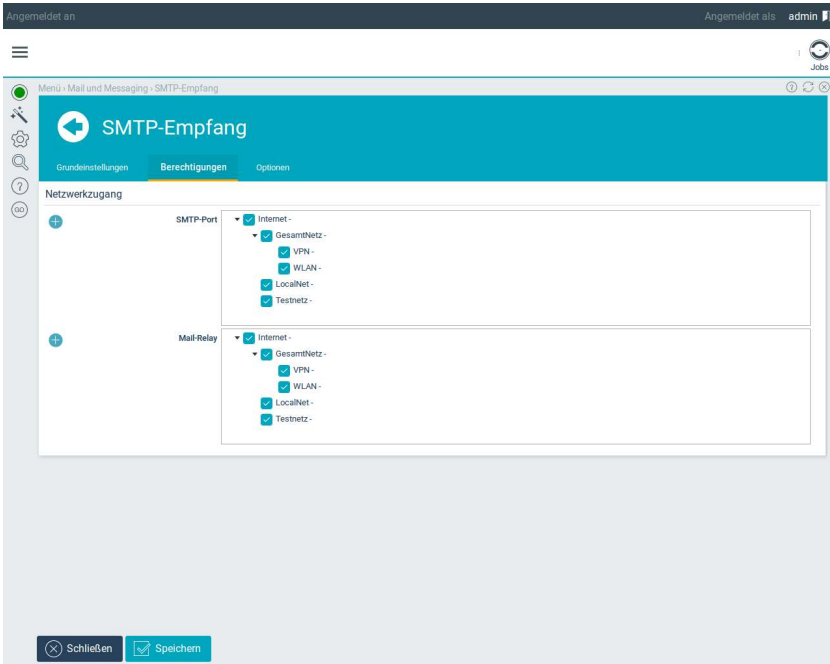 Angemeldet an Angemeldet als admin
Jobs
Menü › Mail und Messaging › SMTP-Empfang
SMTP-Empfang
Grundeinstellungen Berechtigungen Optionen
Netzwerkzugang
SMTP-Port Internet -
GesamtNetz -
VPN -
WLAN -
LocalNet -
Testnetz -
Mail-Relay Internet -
GesamtNetz -
VPN -
WLAN -
LocalNet -
Testnetz -
GO
Schließen Speichern